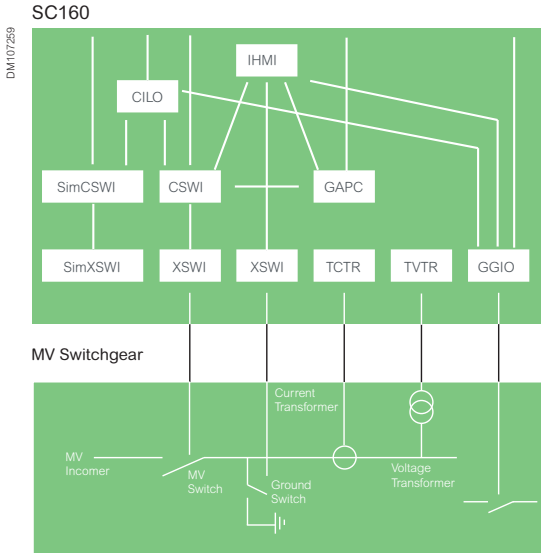 SC160
DM107259
IHMI
CILO
SimCSWI
CSWI
GAPC
SimXSWI
XSWI
XSWI
TCTR
TVTR
GGIO
MV Switchgear
Current
Transformer
MV
Incomer
MV
Switch
Ground
Switch
Voltage
Transformer